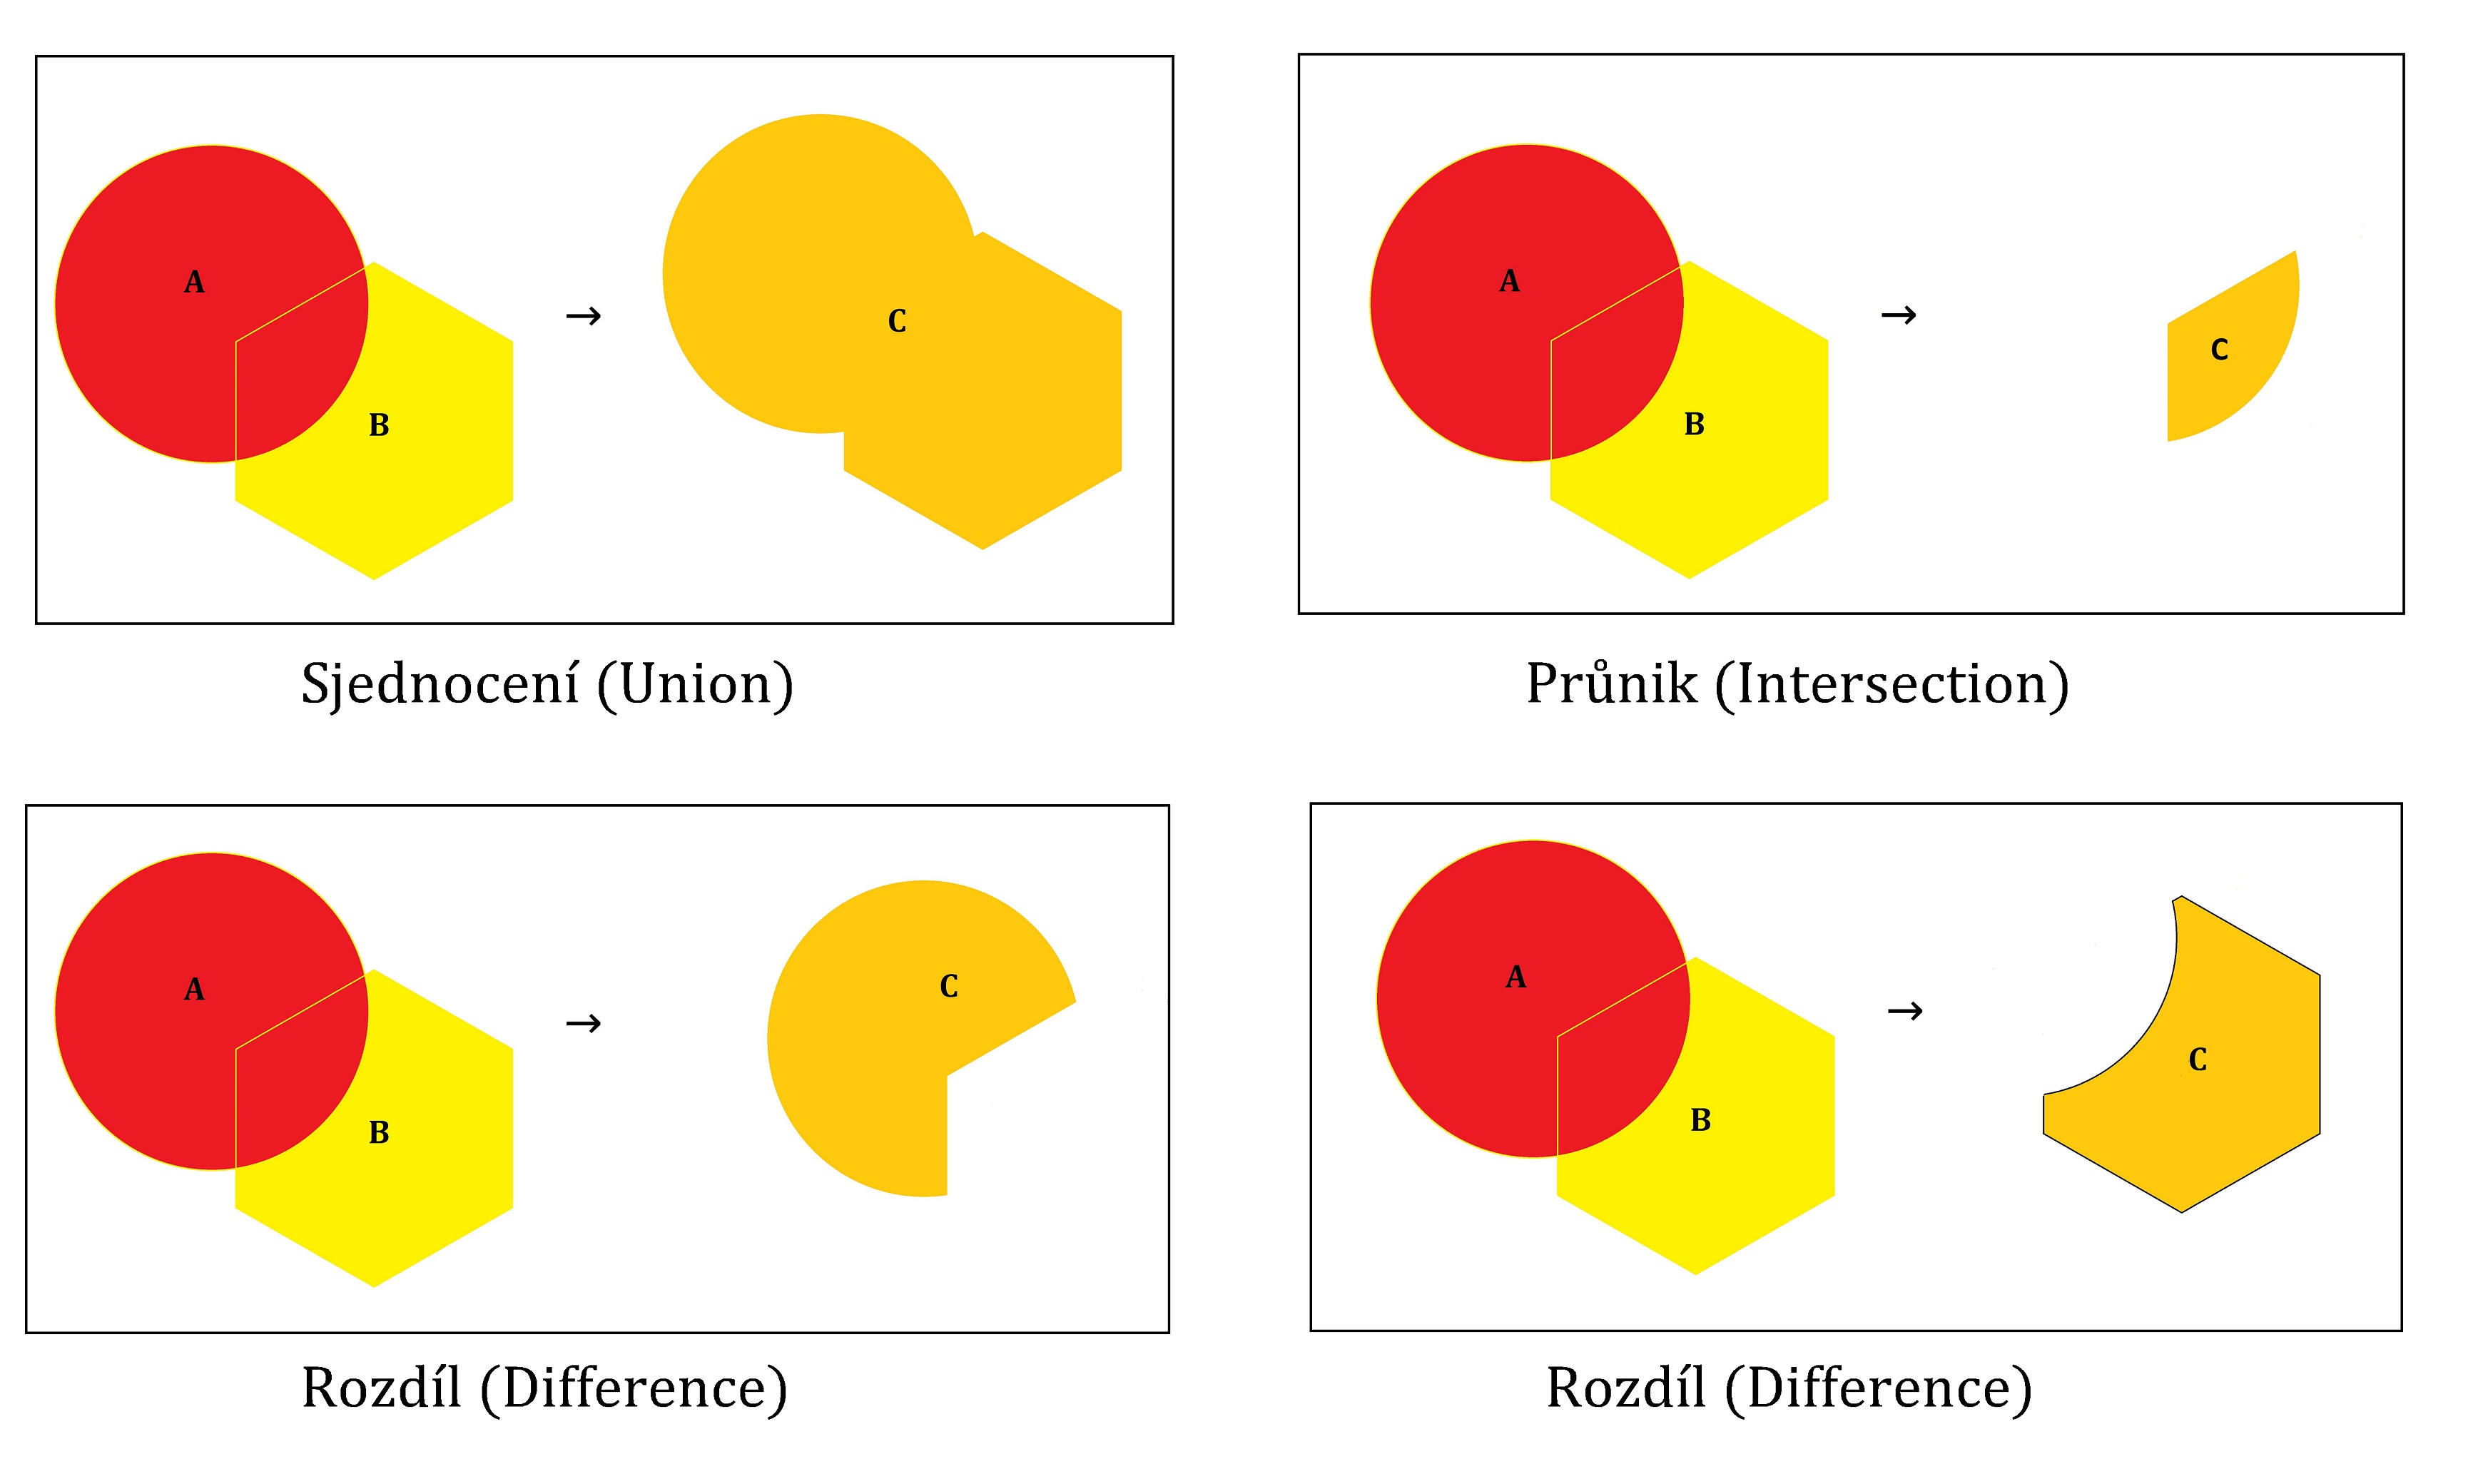 A
B
→
C
Sjednocení (Union)
A
B
→
C
Průnik (Intersection)
A
B
→
C
Rozdíl (Difference)
A
B
→
C
Rozdíl (Difference)